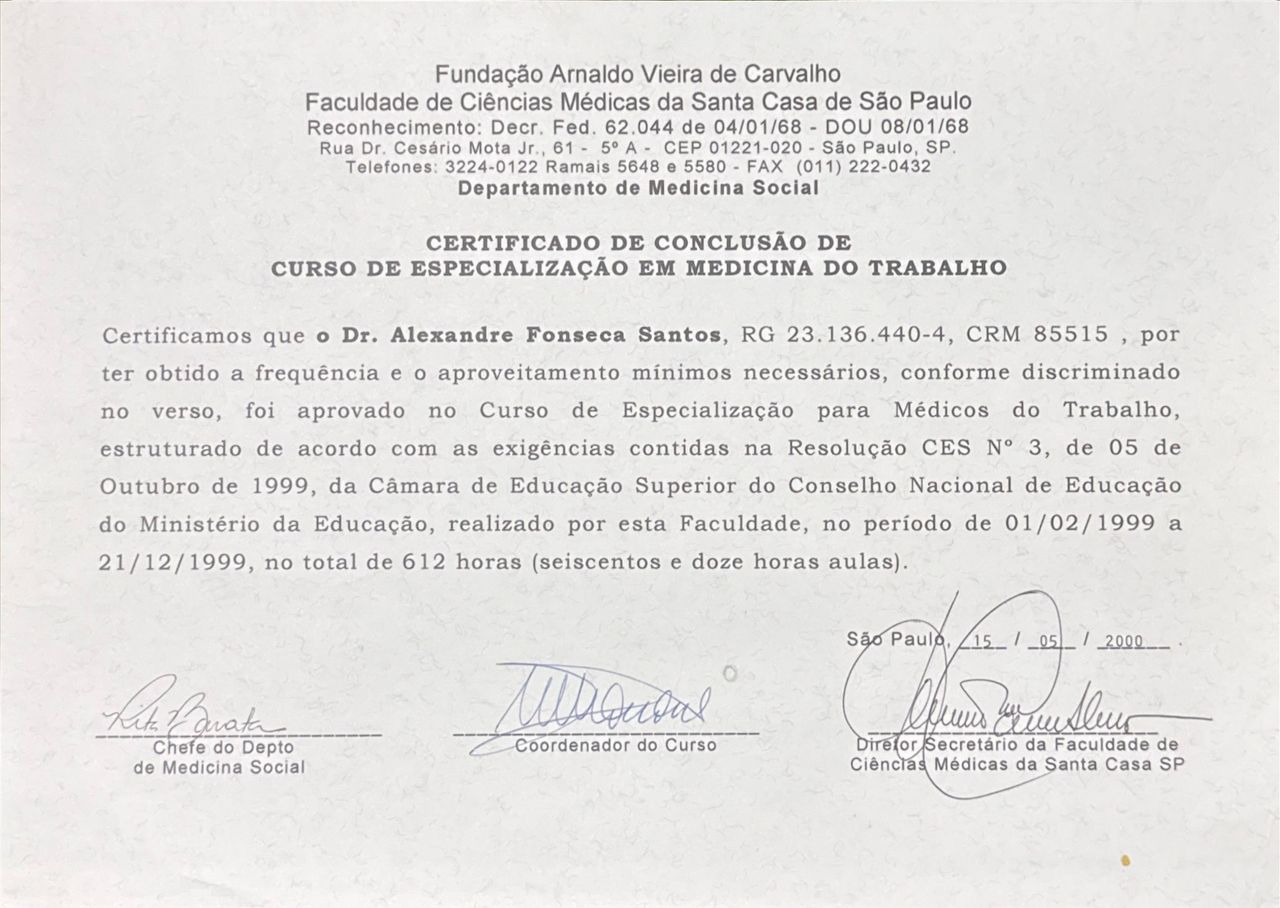 Fundação Arnaldo Vieira de Carvalho
Faculdade de Ciências Médicas da Santa Casa de São Paulo
Reconhecimento: Decr. Fed. 62.044 de 04/01/68 - DOU 08/01/68
Rua Dr. Cesário Mota Jr., 61 - 5º A - CEP 01221-020 - São Paulo, SP.
Telefones: 3224-0122 Ramais 5648 e 5580 - FAX (011) 222-0432
Departamento de Medicina Social
CERTIFICADO DE CONCLUSÃO DE
CURSO DE ESPECIALIZAÇÃO EM MEDICINA DO TRABALHO
Certificamos que o Dr. Alexandre Fonseca Santos, RG 23.136.440-4, CRM 85515 , por
ter obtido a frequência e o aproveitamento mínimos necessários, conforme discriminado
no verso, foi aprovado no Curso de Especialização para Médicos do Trabalho,
estruturado de acordo com as exigências contidas na Resolução CES Nº 3, de 05 de
Outubro de 1999, da Câmara de Educação Superior do Conselho Nacional de Educação
do Ministério da Educação, realizado por esta Faculdade, no período de 01/02/1999 a
21/12/1999, no total de 612 horas (seiscentos e doze horas aulas).
São Paulo, 15 / 05 / 2000 .
Rita Barata
Chefe do Depto
de Medicina Social
Coordenador do Curso
Diretor Secretário da Faculdade de
Ciências Médicas da Santa Casa SP